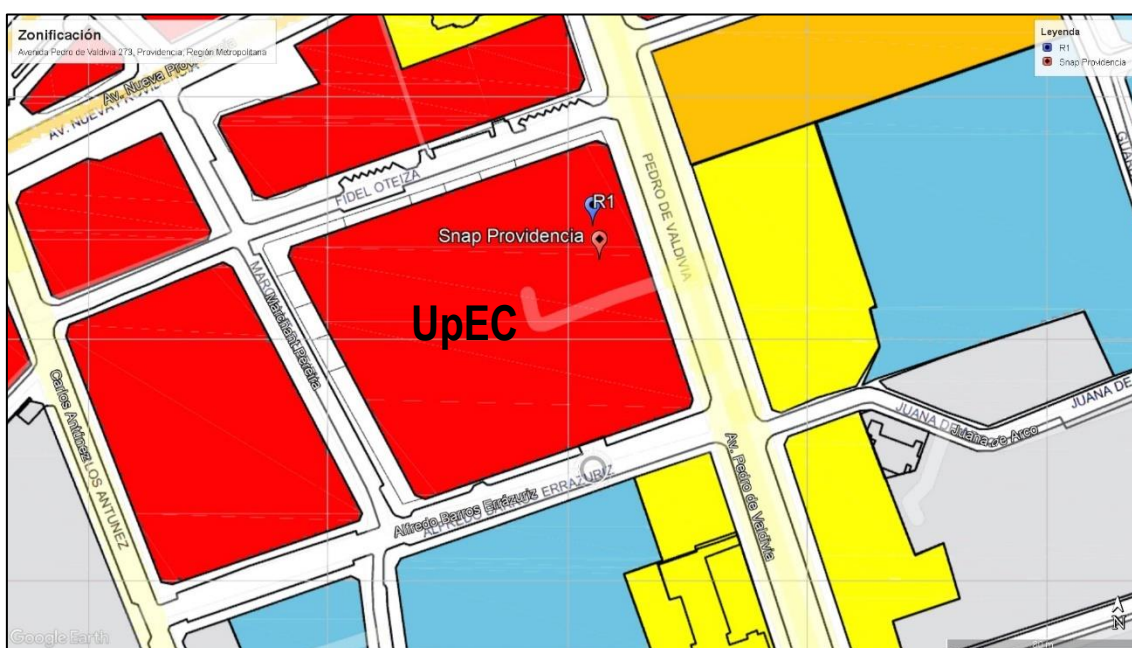 Zonificación
Avenida Pedro de Valdivia 273, Providencia, Región Metropolitana
Leyenda
R1
Snap Providencia
Av. Nueva
AV. NUEVA PROVIDENCIA
FIDEL OTEIZA
PEDRO DE VALDIVIA
R1
Snap Providencia
UpEC
Marchant Pereira
Carlos Antúnez
LOS ANTUNEZ
JUANA DE
Juana de Arco
JUANA DE
Alfredo Barros Errázuriz
ERRAZURIZ
Av. Pedro de Valdivia
Google Earth
N